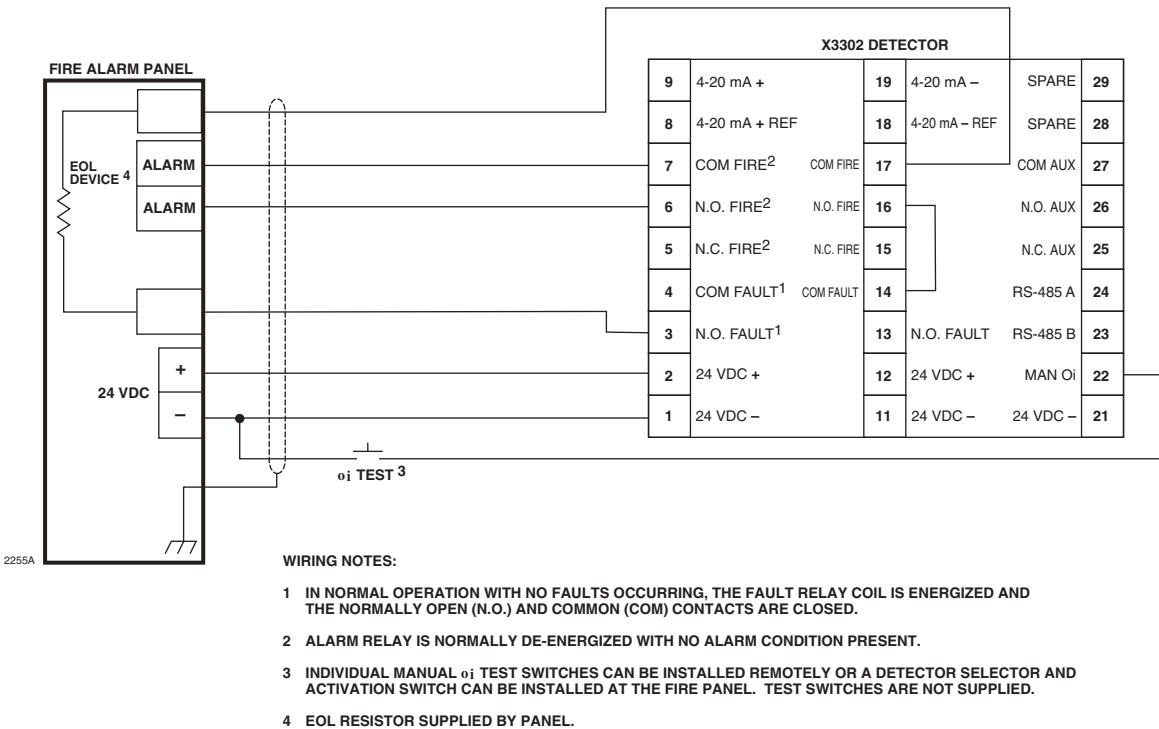 X3302 DETECTOR
FIRE ALARM PANEL
EOL
DEVICE 4
ALARM
ALARM
24 VDC
+
–
oi TEST 3
9 4-20 mA + 19 4-20 mA – SPARE 29
8 4-20 mA + REF 18 4-20 mA – REF SPARE 28
7 COM FIRE2 COM FIRE 17 COM AUX 27
6 N.O. FIRE2 N.O. FIRE 16 N.O. AUX 26
5 N.C. FIRE2 N.C. FIRE 15 N.C. AUX 25
4 COM FAULT1 COM FAULT 14 RS-485 A 24
3 N.O. FAULT1 13 N.O. FAULT RS-485 B 23
2 24 VDC + 12 24 VDC + MAN Oi 22
1 24 VDC – 11 24 VDC – 24 VDC – 21
2255A
WIRING NOTES:
1 IN NORMAL OPERATION WITH NO FAULTS OCCURRING, THE FAULT RELAY COIL IS ENERGIZED AND
THE NORMALLY OPEN (N.O.) AND COMMON (COM) CONTACTS ARE CLOSED.
2 ALARM RELAY IS NORMALLY DE-ENERGIZED WITH NO ALARM CONDITION PRESENT.
3 INDIVIDUAL MANUAL oi TEST SWITCHES CAN BE INSTALLED REMOTELY OR A DETECTOR SELECTOR AND
ACTIVATION SWITCH CAN BE INSTALLED AT THE FIRE PANEL. TEST SWITCHES ARE NOT SUPPLIED.
4 EOL RESISTOR SUPPLIED BY PANEL.